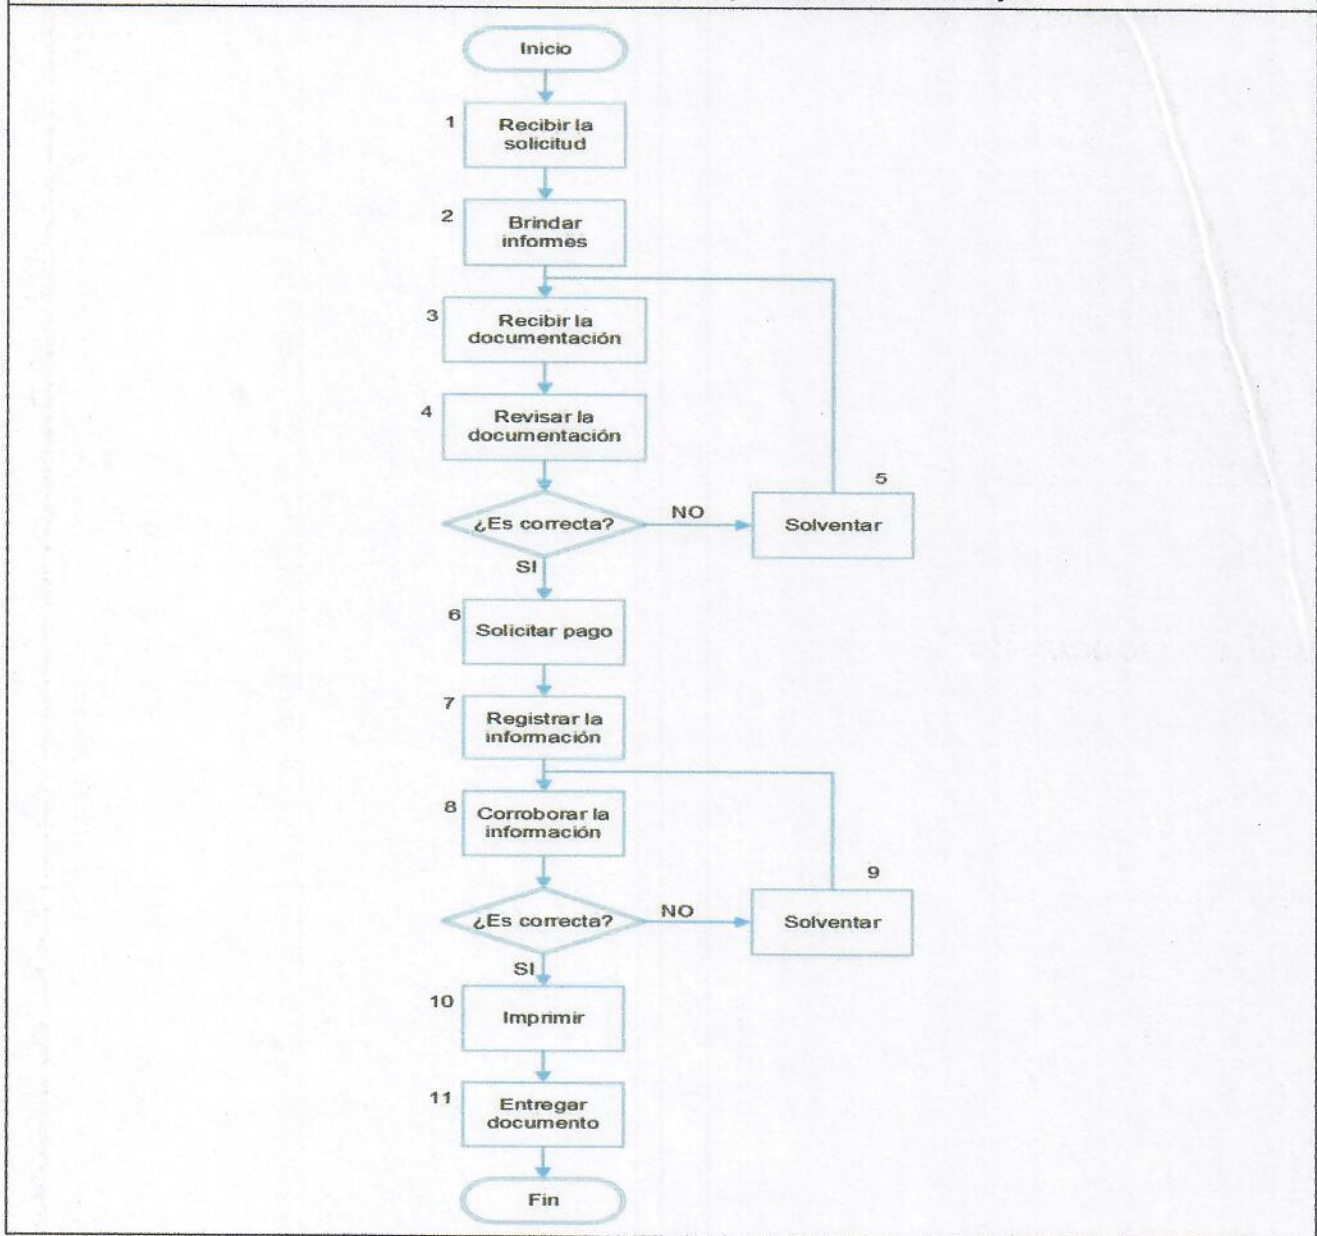 Inicio
1
Recibir la
solicitud
2
Brindar
informes
3
Recibir la
documentación
4
Revisar la
documentación
5
¿Es correcta?
NO
Solventar
SI
6
Solicitar pago
7
Registrar la
información
8
Corroborar la
información
9
¿Es correcta?
NO
Solventar
SI
10
Imprimir
11
Entregar
documento
Fin